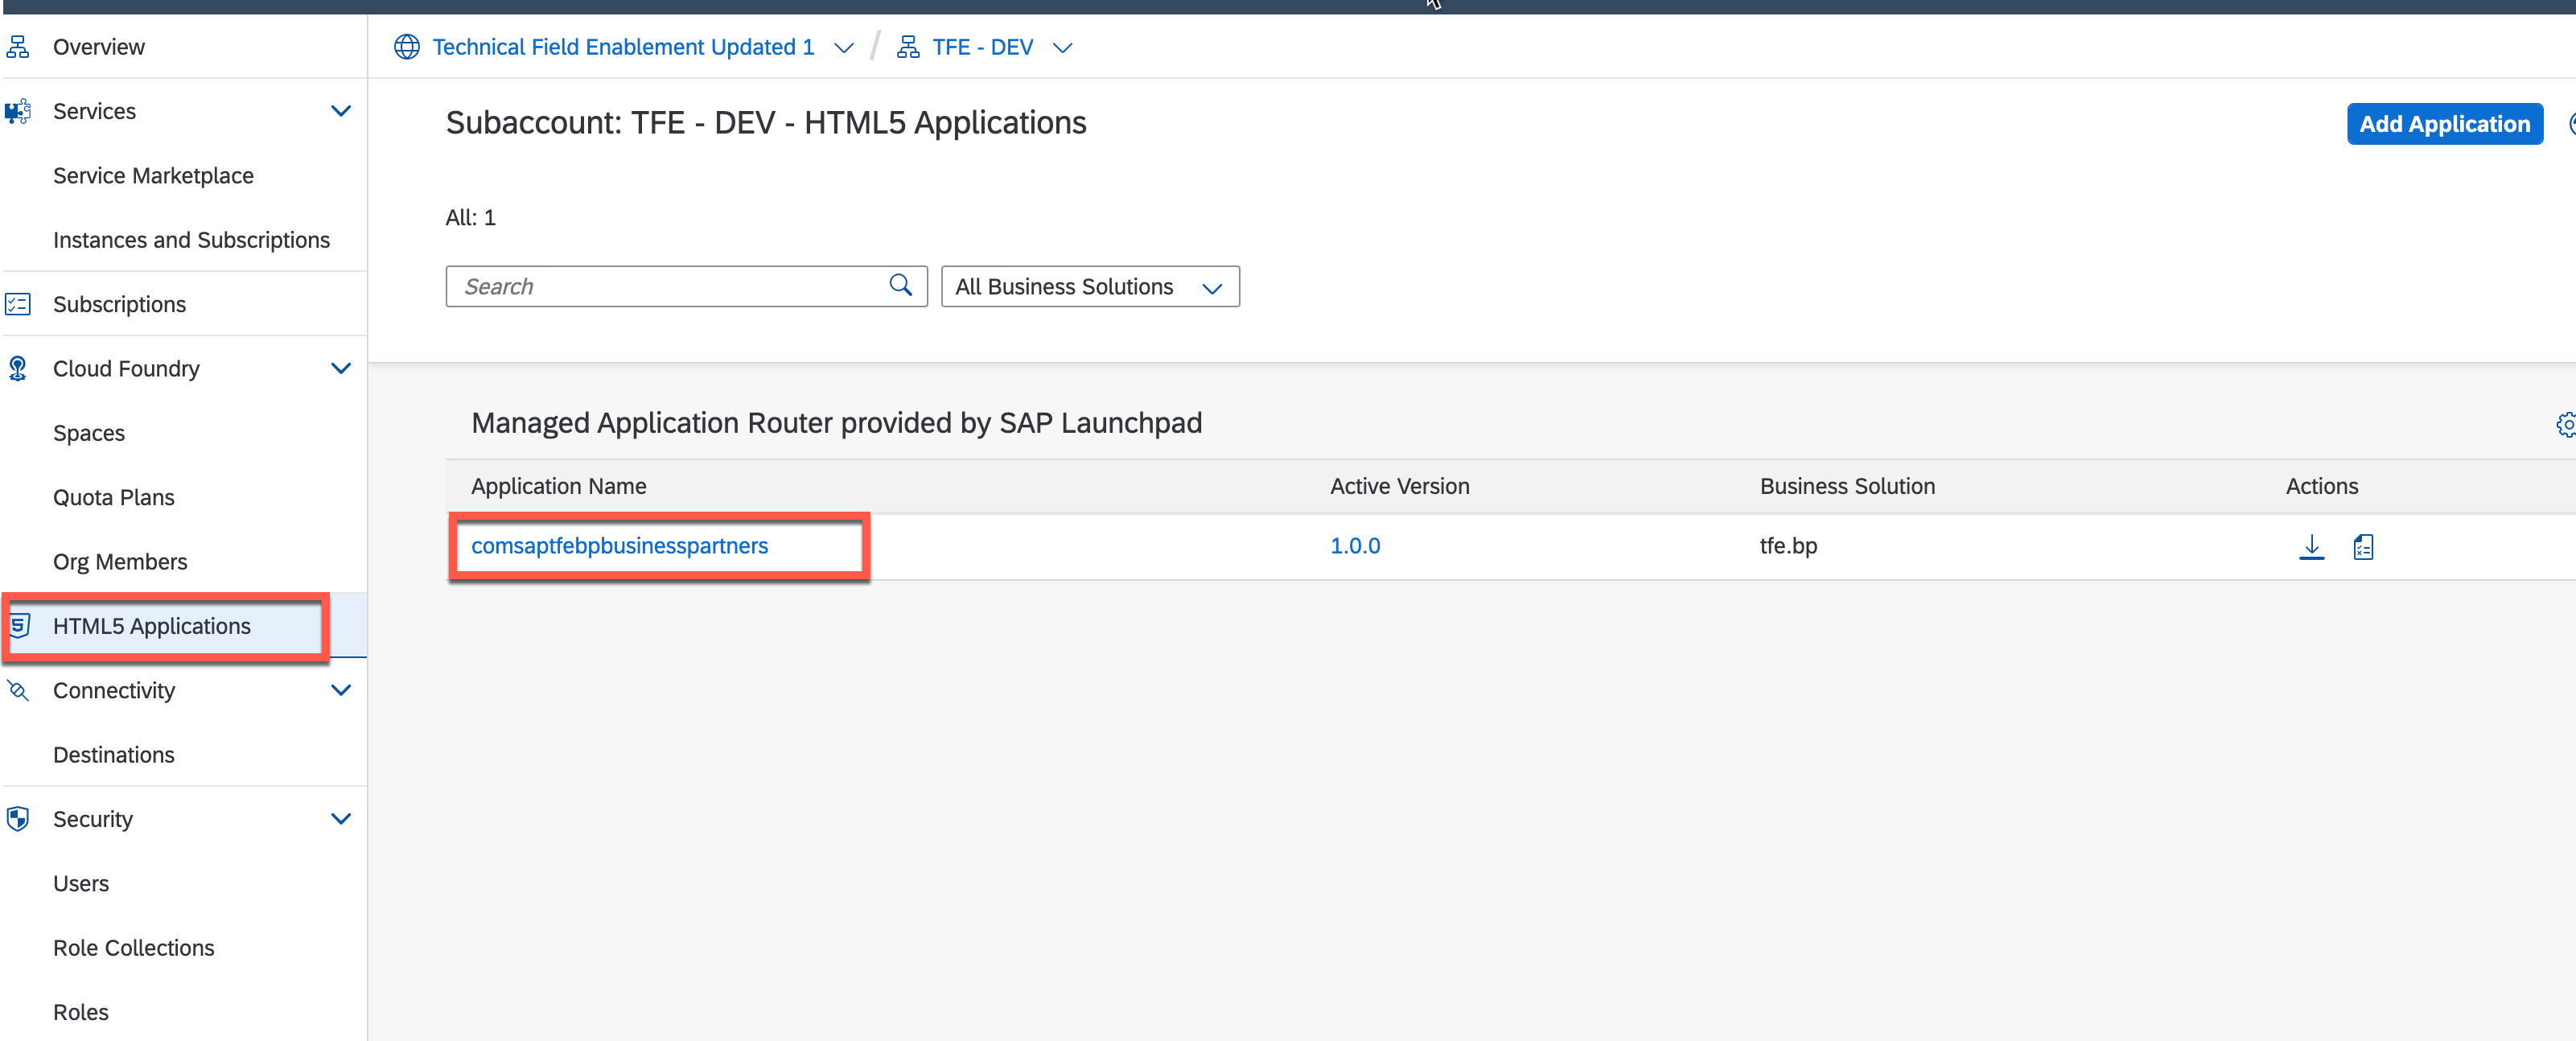 Overview
Services
Service Marketplace
Instances and Subscriptions
Subscriptions
Cloud Foundry
Spaces
Quota Plans
Org Members
HTML5 Applications
Connectivity
Destinations
Security
Users
Role Collections
Roles
Technical Field Enablement Updated 1 / TFE - DEV
Subaccount: TFE - DEV - HTML5 Applications
Add Application
All: 1
Search All Business Solutions
Managed Application Router provided by SAP Launchpad
Application Name Active Version Business Solution Actions
comsaptfebpbusinesspartners 1.0.0 tfe.bp